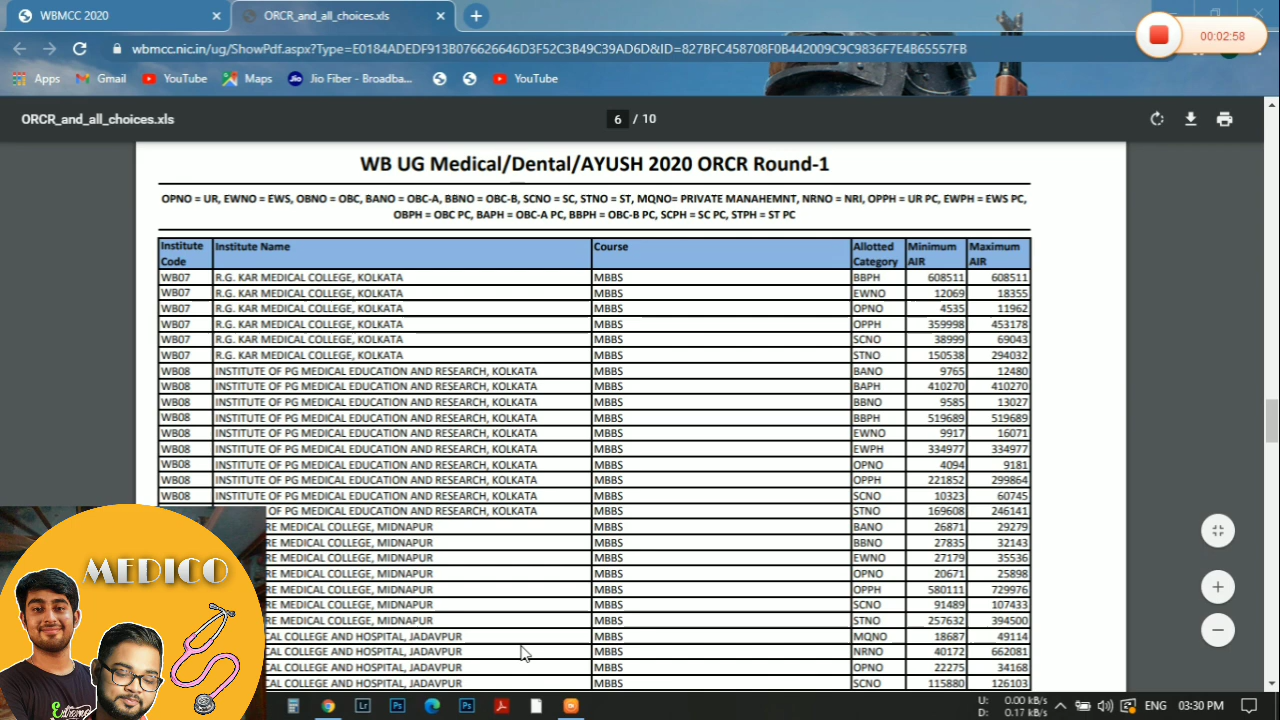 WBMCC 2020
ORCR_and_all_choices.xls
00:02:58
wbmcc.nic.in/ug/ShowPdf.aspx?Type=E0184ADEDF913B076626646D3F52C3B49C39AD6D&ID=827BFC458708F0B442009C9C9836F7E4B65557FB
Apps Gmail YouTube Maps Jio Fiber - Broadba... YouTube
ORCR_and_all_choices.xls 6 / 10
WB UG Medical/Dental/AYUSH 2020 ORCR Round-1
OPNO = UR, EWNO = EWS, OBNO = OBC, BANO = OBC-A, BBNO = OBC-B, SCNO = SC, STNO = ST, MQNO= PRIVATE MANAHEMNT, NRNO = NRI, OPPH = UR PC, EWPH = EWS PC,
OBPH = OBC PC, BAPH = OBC-A PC, BBPH = OBC-B PC, SCPH = SC PC, STPH = ST PC
Institute Code Institute Name Course Allotted Category Minimum AIR Maximum AIR
WB07 R.G. KAR MEDICAL COLLEGE, KOLKATA MBBS BBPH 608511 608511
WB07 R.G. KAR MEDICAL COLLEGE, KOLKATA MBBS EWNO 12069 18355
WB07 R.G. KAR MEDICAL COLLEGE, KOLKATA MBBS OPNO 4535 11962
WB07 R.G. KAR MEDICAL COLLEGE, KOLKATA MBBS OPPH 359998 453178
WB07 R.G. KAR MEDICAL COLLEGE, KOLKATA MBBS SCNO 38999 69043
WB07 R.G. KAR MEDICAL COLLEGE, KOLKATA MBBS STNO 150538 294032
WB08 INSTITUTE OF PG MEDICAL EDUCATION AND RESEARCH, KOLKATA MBBS BANO 9765 12480
WB08 INSTITUTE OF PG MEDICAL EDUCATION AND RESEARCH, KOLKATA MBBS BAPH 410270 410270
WB08 INSTITUTE OF PG MEDICAL EDUCATION AND RESEARCH, KOLKATA MBBS BBNO 9585 13027
WB08 INSTITUTE OF PG MEDICAL EDUCATION AND RESEARCH, KOLKATA MBBS BBPH 519689 519689
WB08 INSTITUTE OF PG MEDICAL EDUCATION AND RESEARCH, KOLKATA MBBS EWNO 9917 16071
WB08 INSTITUTE OF PG MEDICAL EDUCATION AND RESEARCH, KOLKATA MBBS EWPH 334977 334977
WB08 INSTITUTE OF PG MEDICAL EDUCATION AND RESEARCH, KOLKATA MBBS OPNO 4094 9181
WB08 INSTITUTE OF PG MEDICAL EDUCATION AND RESEARCH, KOLKATA MBBS OPPH 221852 299864
WB08 INSTITUTE OF PG MEDICAL EDUCATION AND RESEARCH, KOLKATA MBBS SCNO 10323 60745
OF PG MEDICAL EDUCATION AND RESEARCH, KOLKATA MBBS STNO 169608 246141
RE MEDICAL COLLEGE, MIDNAPUR MBBS BANO 26871 29279
RE MEDICAL COLLEGE, MIDNAPUR MBBS BBNO 27835 32143
RE MEDICAL COLLEGE, MIDNAPUR MBBS EWNO 27179 35536
RE MEDICAL COLLEGE, MIDNAPUR MBBS OPNO 20671 25898
RE MEDICAL COLLEGE, MIDNAPUR MBBS OPPH 580111 729976
RE MEDICAL COLLEGE, MIDNAPUR MBBS SCNO 91489 107433
RE MEDICAL COLLEGE, MIDNAPUR MBBS STNO 257632 394500
CAL COLLEGE AND HOSPITAL, JADAVPUR MBBS MQNO 18687 49114
CAL COLLEGE AND HOSPITAL, JADAVPUR MBBS NRNO 40172 662081
CAL COLLEGE AND HOSPITAL, JADAVPUR MBBS OPNO 22275 34168
CAL COLLEGE AND HOSPITAL, JADAVPUR MBBS SCNO 115880 126103
MEDICO
U: 0.00 kB/s
D: 0.17 kB/s
ENG 03:30 PM